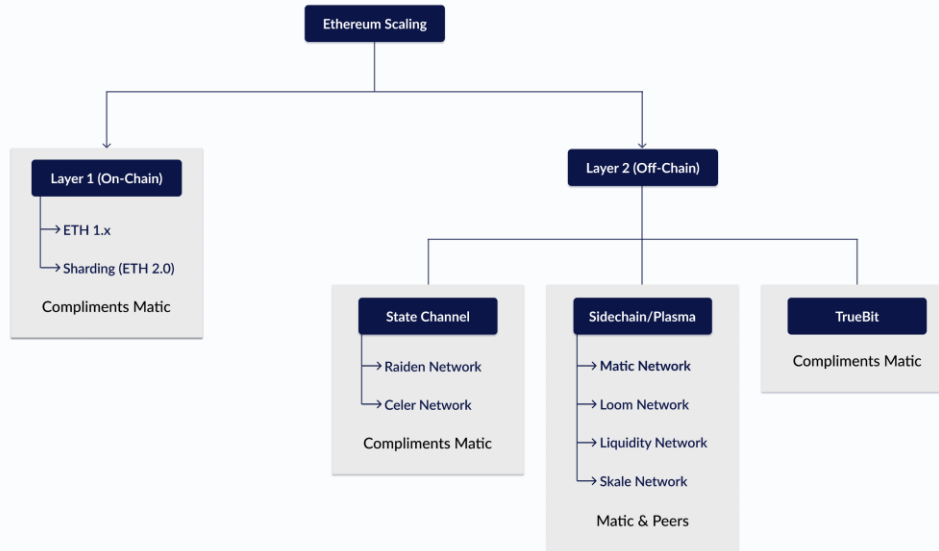 Ethereum Scaling
Layer 1 (On-Chain)
ETH 1.x
Sharding (ETH 2.0)
Compliments Matic
Layer 2 (Off-Chain)
State Channel
Raiden Network
Celer Network
Compliments Matic
Sidechain/Plasma
Matic Network
Loom Network
Liquidity Network
Skale Network
Matic & Peers
TrueBit
Compliments Matic